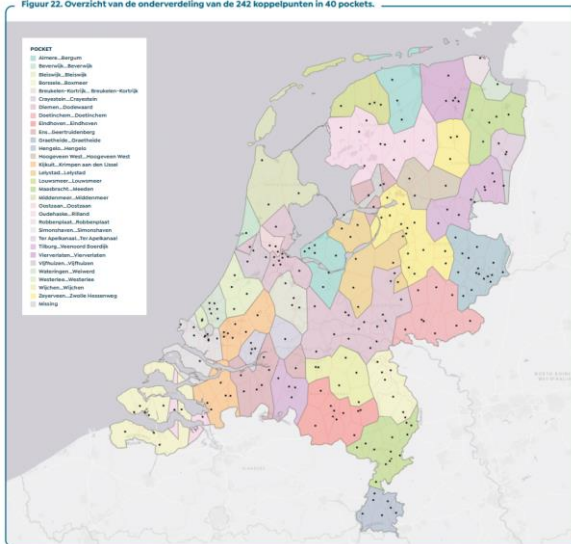 Figuur 22. Overzicht van de onderverdeling van de 242 koppelpunten in 40 pockets.
POCKET
Almere...Bergum
Beverwijk...Beverwijk
Bleiswijk...Bleiswijk
Borssele...Boxmeer
Breukelen-Kortrijk... Breukelen-Kortrijk
Crayestein...Crayestein
Diemen...Dodewaard
Doetinchem...Doetinchem
Eindhoven...Eindhoven
Ens...Geertruidenberg
Graetheide...Graetheide
Hengelo...Hengelo
Hoogeveen West...Hoogeveen West
Kijkuit...Krimpen aan den IJssel
Lelystad...Lelystad
Louwsmeer...Louwsmeer
Maasbracht...Meeden
Middenmeer...Middenmeer
Oostzaan...Oostzaan
Oudehaske...Rilland
Robbenplaat...Robbenplaat
Simonshaven...Simonshaven
Ter Apelkanaal...Ter Apelkanaal
Tilburg...Veenoord Boerdijk
Vierverlaten...Vierverlaten
Vijfhuizen...Vijfhuizen
Wateringen...Weiwerd
Westerlee...Westerlee
Wijchen...Wijchen
Zeyerveen...Zwolle Hessenweg
Missing